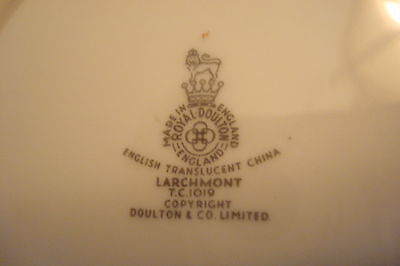 MADE IN ENGLAND
ROYAL DOULTON
ENGLAND
ENGLISH TRANSLUCENT CHINA
LARCHMONT
T.C.1019
COPYRIGHT
DOULTON & CO. LIMITED.